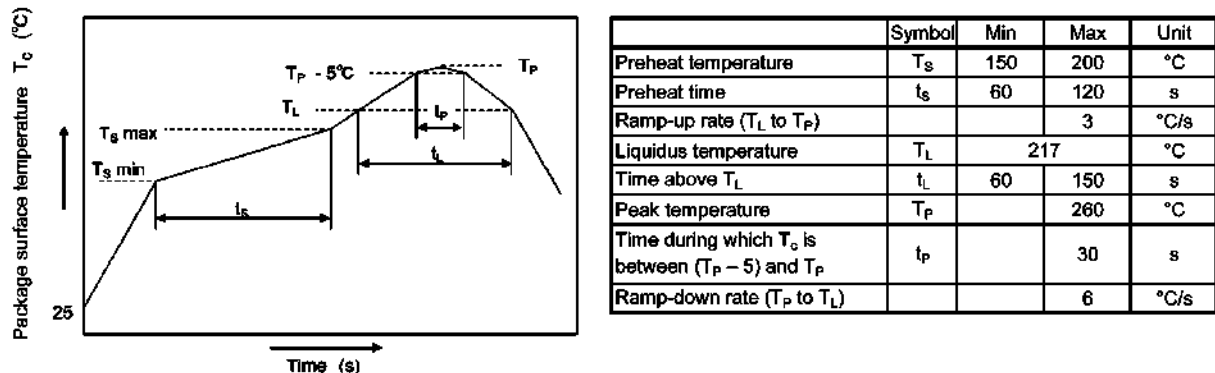 Package surface temperature T_c (°C)
T_P
T_P - 5°C
T_L
t_P
T_S max
t_L
T_S min
t_S
25
Time (s)
Symbol Min Max Unit
Preheat temperature T_S 150 200 °C
Preheat time t_S 60 120 s
Ramp-up rate (T_L to T_P) 3 °C/s
Liquidus temperature T_L 217 °C
Time above T_L t_L 60 150 s
Peak temperature T_P 260 °C
Time during which T_c is
between (T_P – 5) and T_P t_P 30 s
Ramp-down rate (T_P to T_L) 6 °C/s